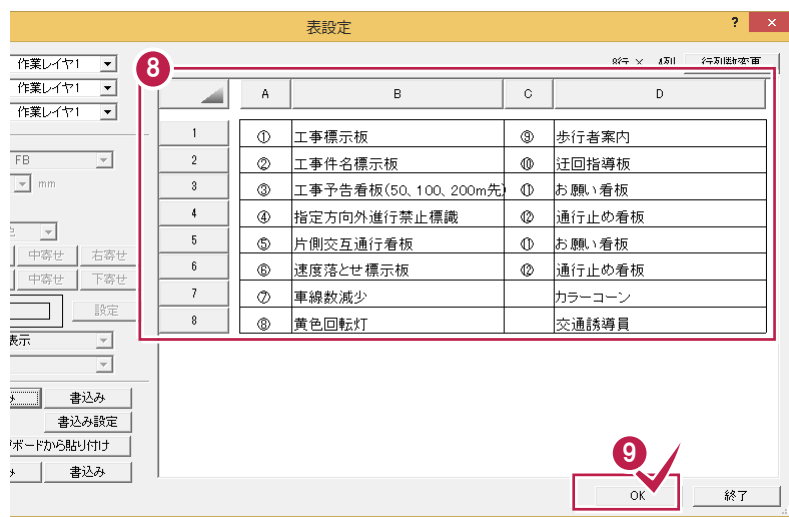 表設定
? ×
作業レイヤ1
作業レイヤ1
作業レイヤ1
8
8行 × 4列 行列数変更
A B C D
1 ① 工事標示板 ⑨ 歩行者案内
2 ② 工事件名標示板 ⑩ 迂回指導板
3 ③ 工事予告看板(50、100、200m先) ⑪ お願い看板
4 ④ 指定方向外進行禁止標識 ⑫ 通行止め看板
5 ⑤ 片側交互通行看板 ⑪ お願い看板
6 ⑥ 速度落とせ標示板 ⑫ 通行止め看板
7 ⑦ 車線数減少 カラーコーン
8 ⑧ 黄色回転灯 交通誘導員
FB
mm
中寄せ 右寄せ
中寄せ 下寄せ
設定
表示
書込み
書込み設定
ボードから貼り付け
書込み
9
OK 終了